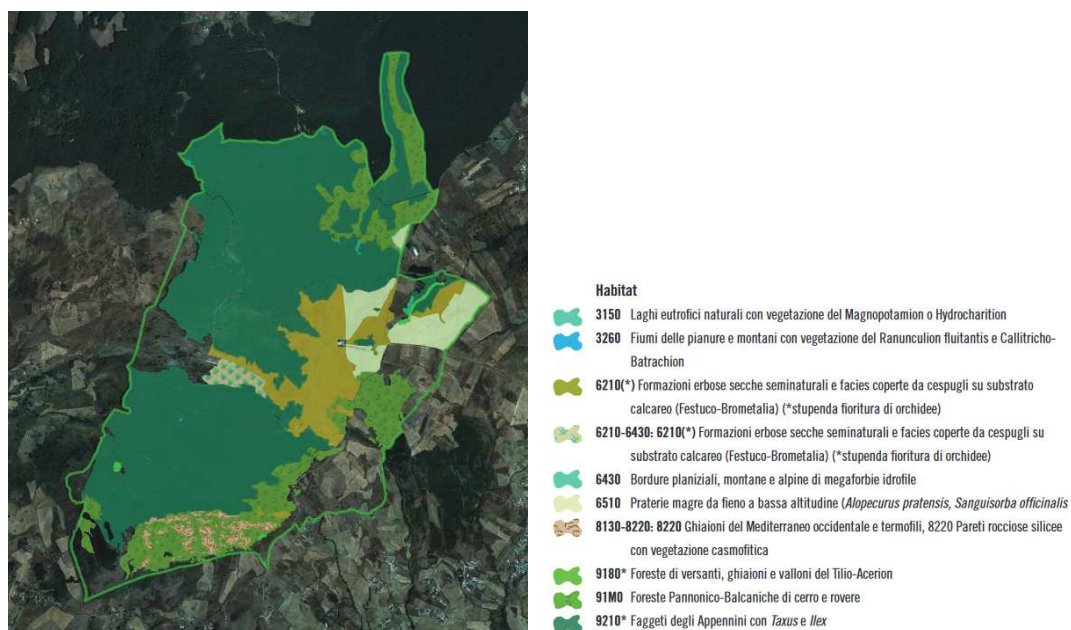 Habitat
3150 Laghi eutrofici naturali con vegetazione del Magnopotamion o Hydrocharition
3260 Fiumi delle pianure e montani con vegetazione del Ranunculion fluitantis e Callitricho-
Batrachion
6210(*) Formazioni erbose secche seminaturali e facies coperte da cespugli su substrato
calcareo (Festuco-Brometalia) (*stupenda fioritura di orchidee)
6210-6430: 6210(*) Formazioni erbose secche seminaturali e facies coperte da cespugli su
substrato calcareo (Festuco-Brometalia) (*stupenda fioritura di orchidee)
6430 Bordure planiziali, montane e alpine di megaforbie idrofile
6510 Praterie magre da fieno a bassa altitudine (Alopecurus pratensis, Sanguisorba officinalis
8130-8220: 8220 Ghiaioni del Mediterraneo occidentale e termofili, 8220 Pareti rocciose silicee
con vegetazione casmofitica
9180* Foreste di versanti, ghiaioni e valloni del Tilio-Acerion
91M0 Foreste Pannonico-Balcaniche di cerro e rovere
9210* Faggeti degli Appennini con Taxus e Ilex